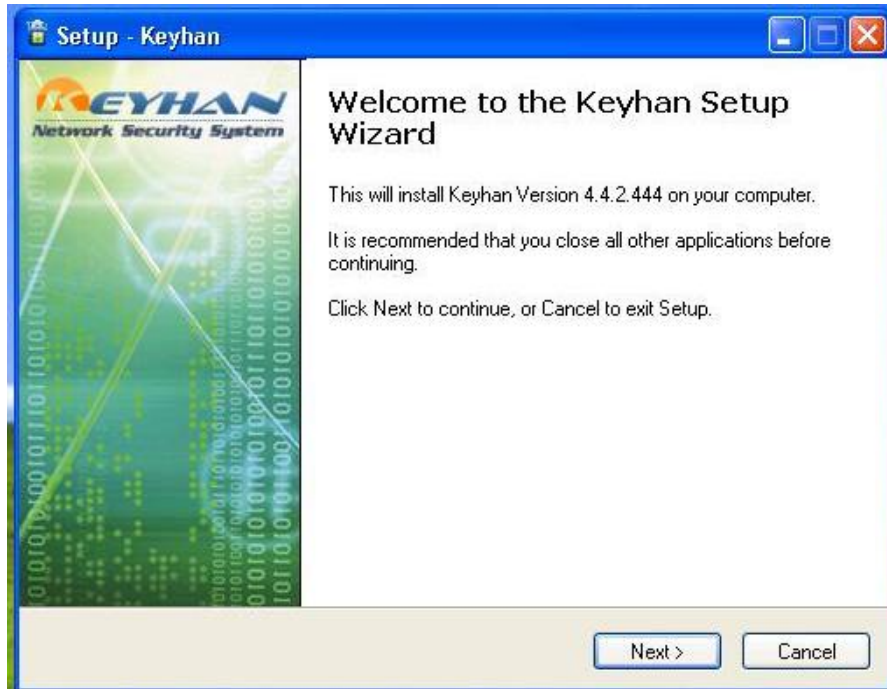 Setup - Keyhan
KEYHAN
Network Security System
Welcome to the Keyhan Setup
Wizard
This will install Keyhan Version 4.4.2.444 on your computer.
It is recommended that you close all other applications before
continuing.
Click Next to continue, or Cancel to exit Setup.
Next >
Cancel